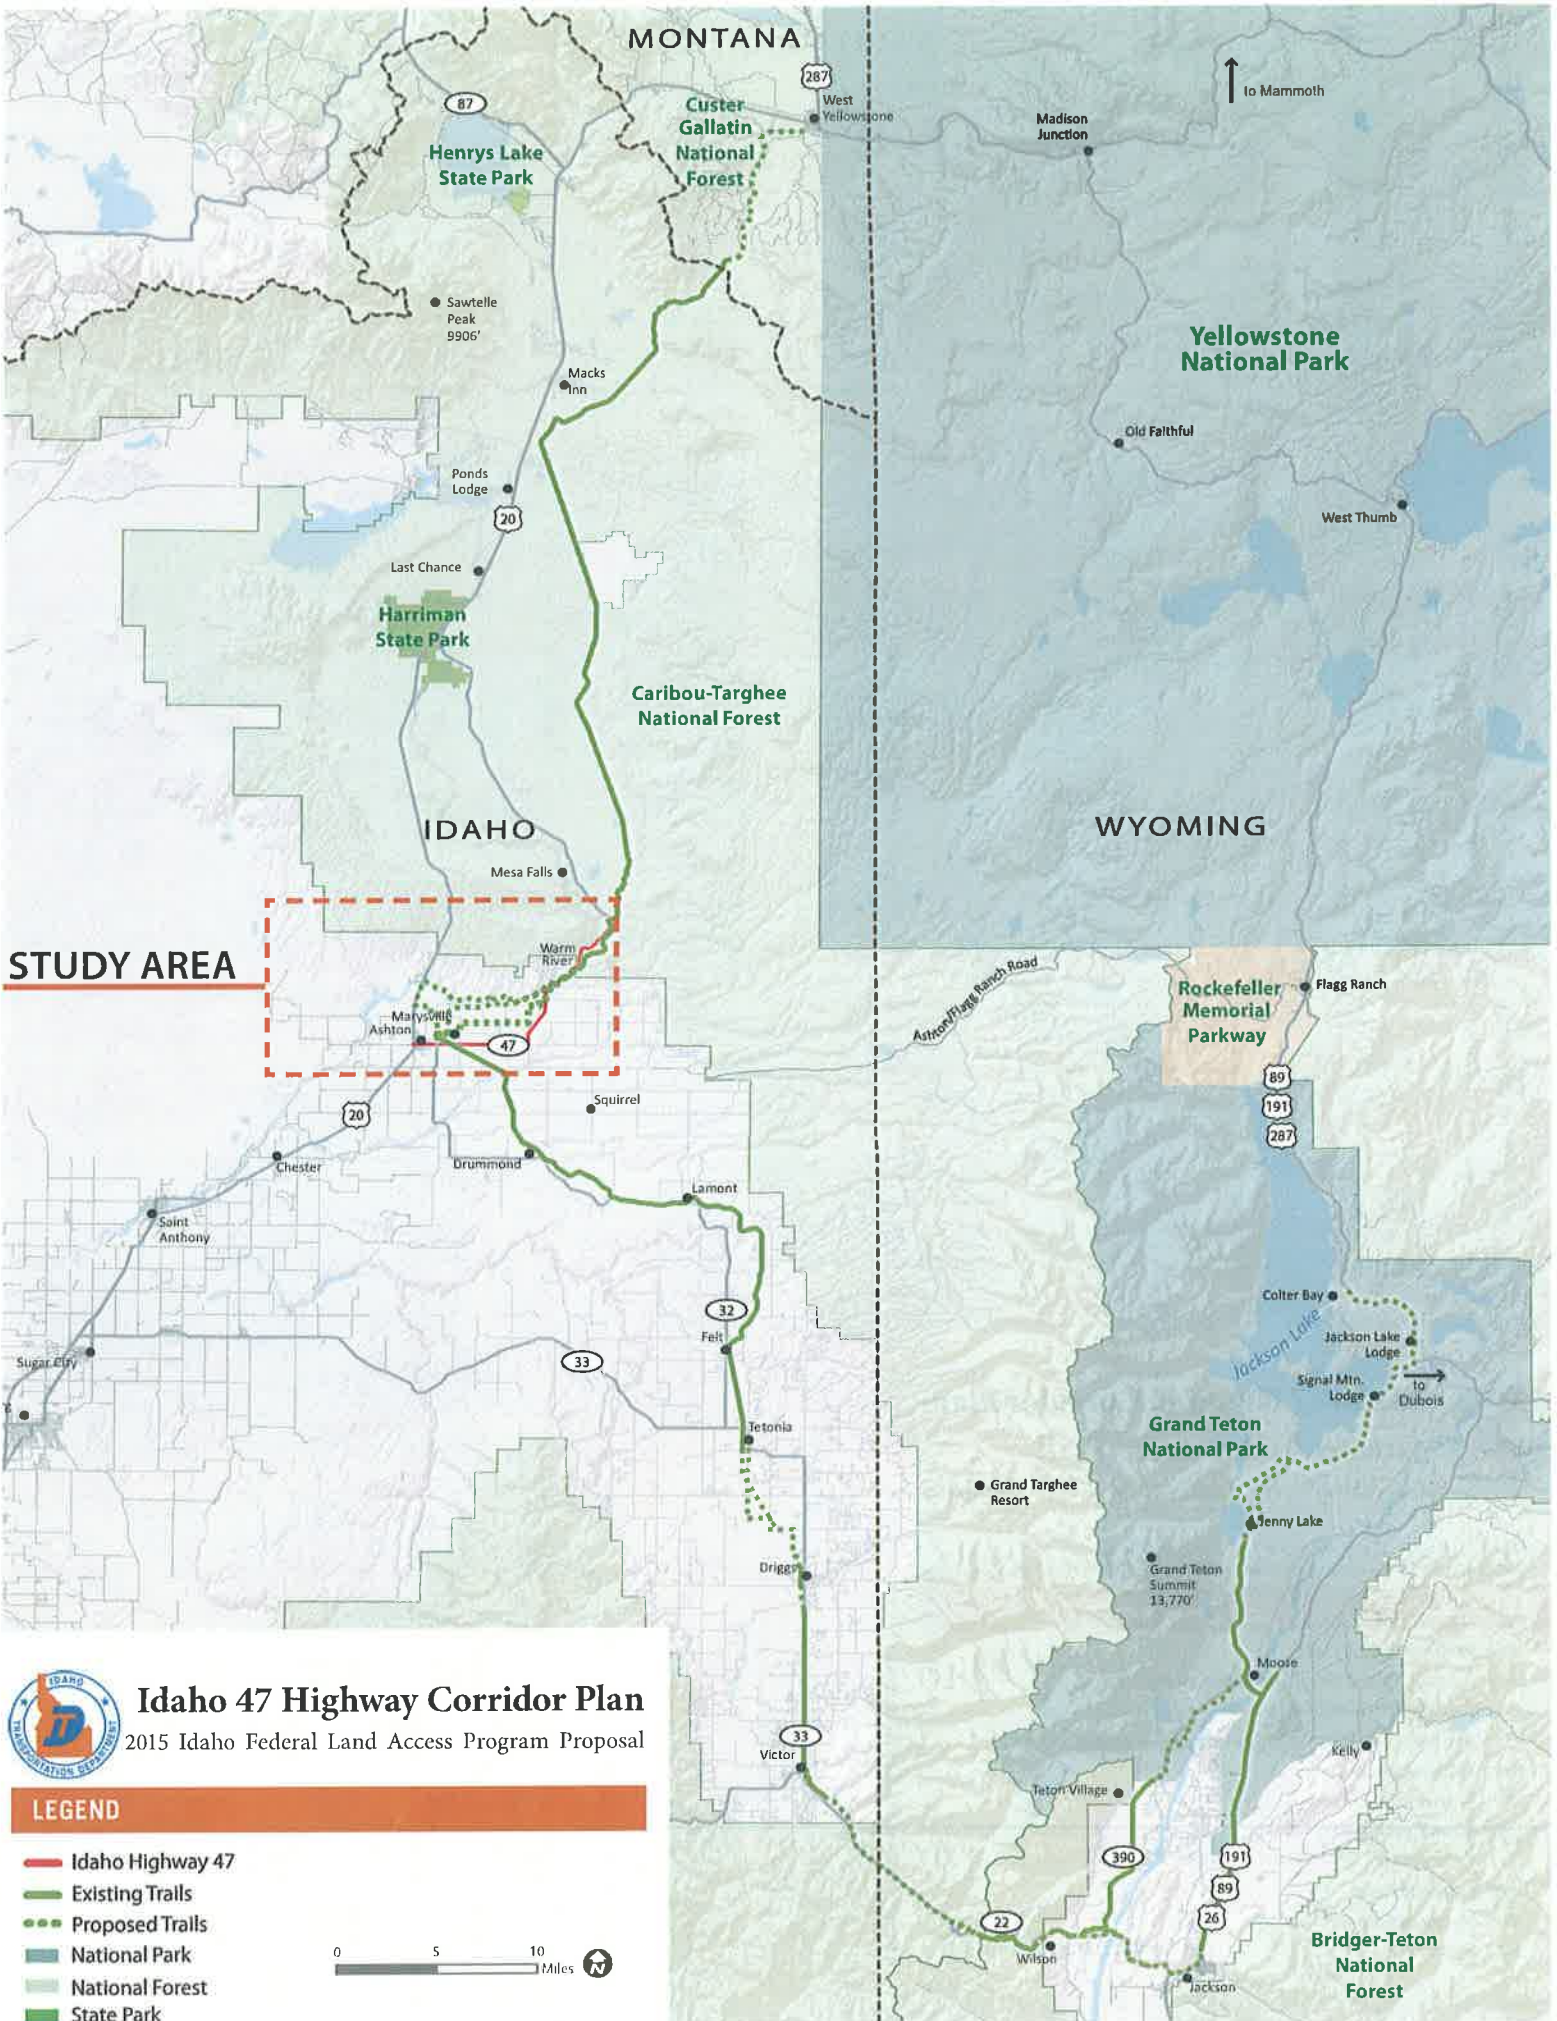 MONTANA
287
to Mammoth
87
Custer
Gallatin
National
Forest
West
Yellowstone
Madison
Junction
Henrys Lake
State Park
Sawtelle
Peak
9906'
Yellowstone
National Park
Macks
Inn
Old Faithful
Ponds
Lodge
20
West Thumb
Last Chance
Harriman
State Park
Caribou-Targhee
National Forest
IDAHO
WYOMING
Mesa Falls
STUDY AREA
Warm
River
Ashton/Flagg Ranch Road
Rockefeller
Memorial
Parkway
Flagg Ranch
Marysville
Ashton
47
89
191
287
Squirrel
20
Chester
Drummond
Lamont
Saint
Anthony
Colter Bay
Jackson Lake
32
Felt
Jackson Lake
Lodge
33
Sugar City
Signal Mtn.
Lodge
to
Dubois
Tetonia
Grand Teton
National Park
Grand Targhee
Resort
Jenny Lake
Driggs
Grand Teton
Summit
13,770'
Moose
IDAHO
TRANSPORTATION DEPARTMENT
Idaho 47 Highway Corridor Plan
2015 Idaho Federal Land Access Program Proposal
33
Victor
Kelly
Teton Village
LEGEND
Idaho Highway 47
Existing Trails
Proposed Trails
National Park
National Forest
State Park
0 5 10
Miles
N
390
191
89
26
22
Wilson
Jackson
Bridger-Teton
National
Forest